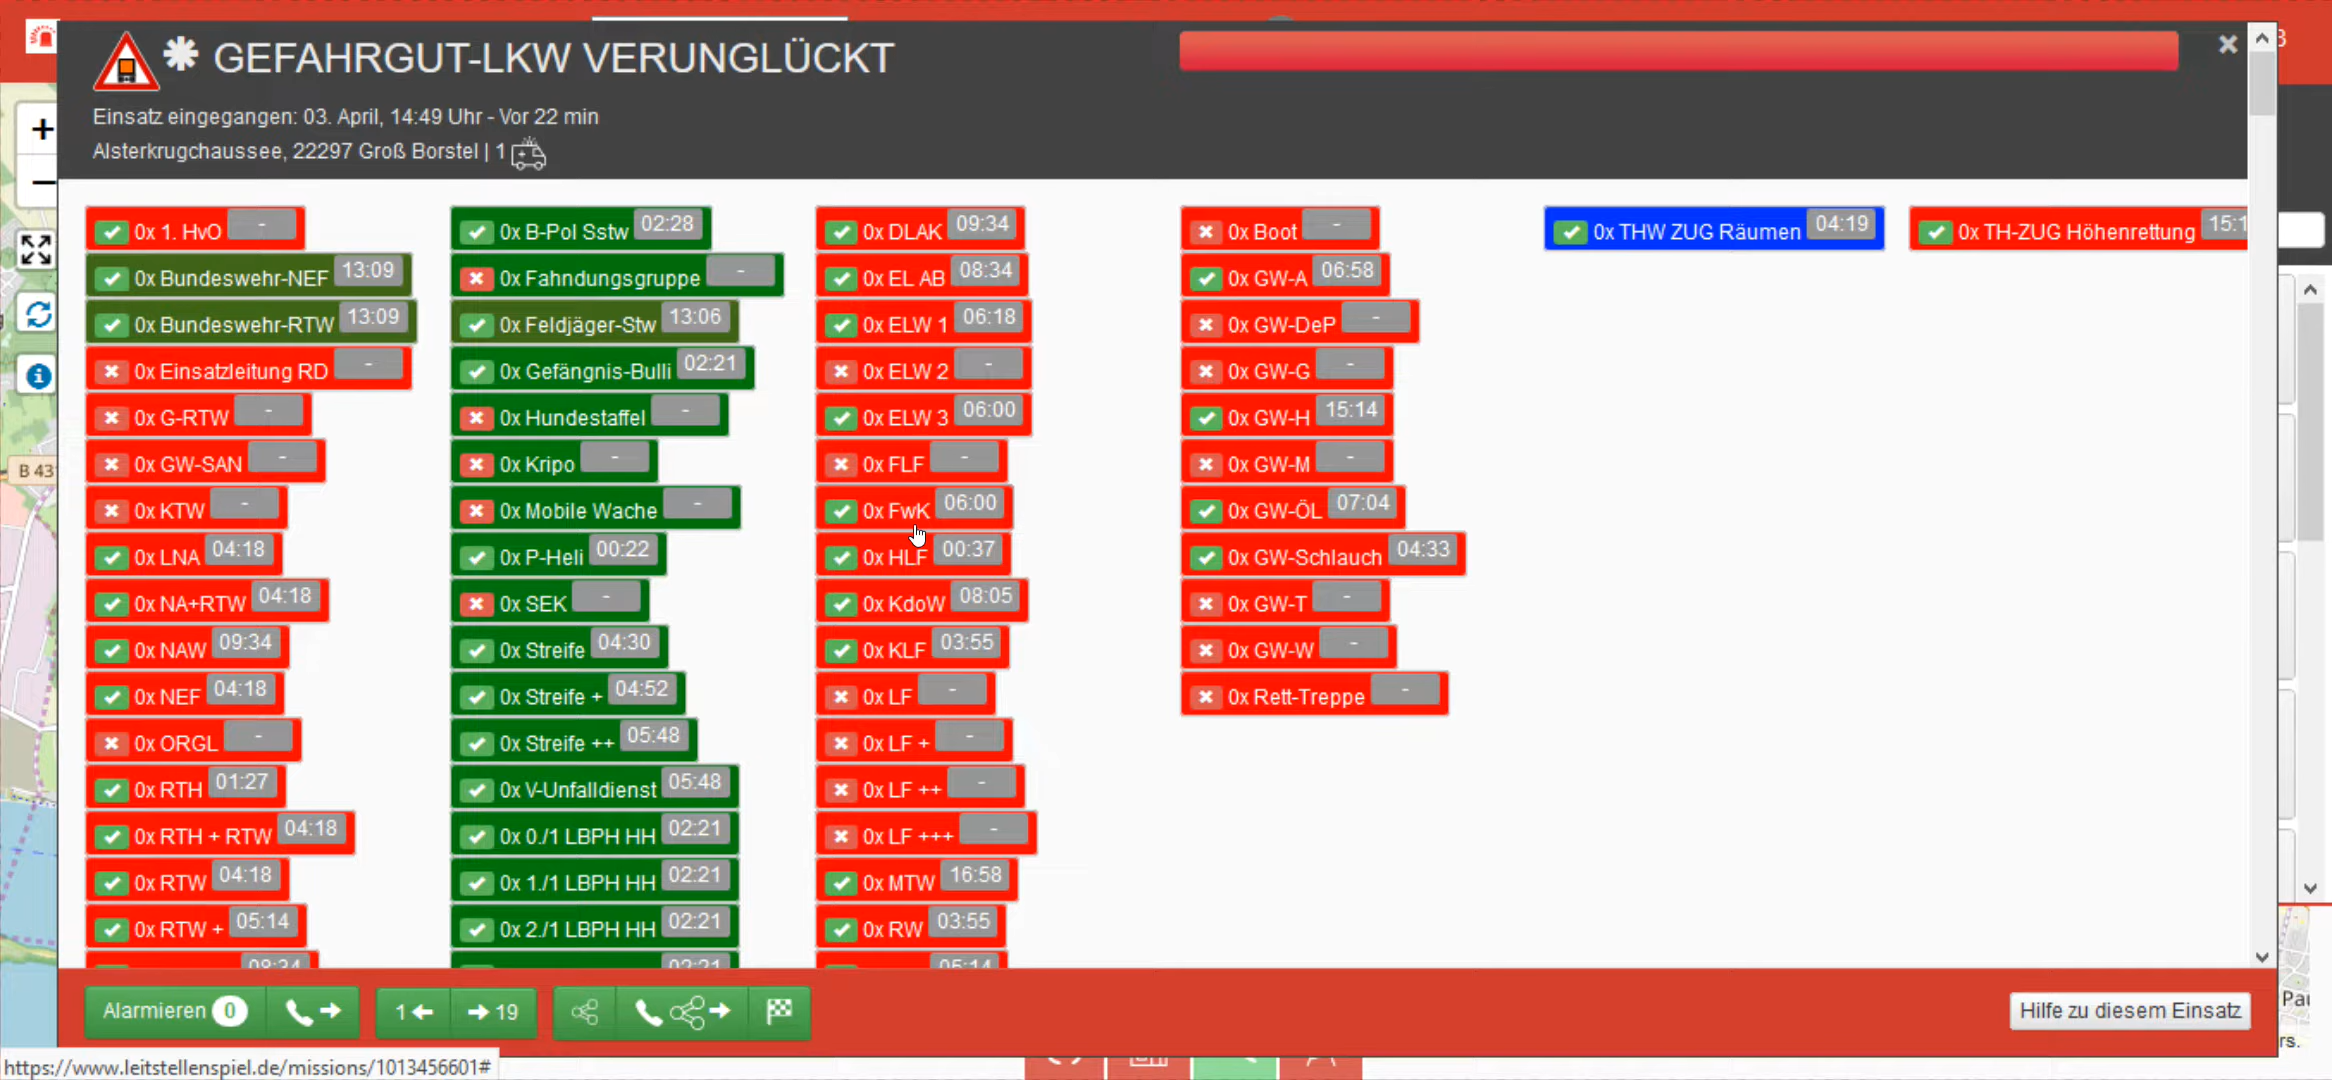 GEFAHRGUT-LKW VERUNGLÜCKT
Einsatz eingegangen: 03. April, 14:49 Uhr - Vor 22 min
Alsterkrugchaussee, 22297 Groß Borstel | 1
0x 1. HvO -
0x Bundeswehr-NEF 13:09
0x Bundeswehr-RTW 13:09
0x Einsatzleitung RD -
0x G-RTW -
0x GW-SAN -
0x KTW -
0x LNA 04:18
0x NA+RTW 04:18
0x NAW 09:34
0x NEF 04:18
0x ORGL -
0x RTH 01:27
0x RTH + RTW 04:18
0x RTW 04:18
0x RTW + 05:14
08:34
0x B-Pol Sstw 02:28
0x Fahndungsgruppe -
0x Feldjäger-Stw 13:06
0x Gefängnis-Bulli 02:21
0x Hundestaffel -
0x Kripo -
0x Mobile Wache -
0x P-Heli 00:22
0x SEK -
0x Streife 04:30
0x Streife + 04:52
0x Streife ++ 05:48
0x V-Unfalldienst 05:48
0x 0./1 LBPH HH 02:21
0x 1./1 LBPH HH 02:21
0x 2./1 LBPH HH 02:21
02:21
0x DLAK 09:34
0x EL AB 08:34
0x ELW 1 06:18
0x ELW 2 -
0x ELW 3 06:00
0x FLF -
0x FwK 06:00
0x HLF 00:37
0x KdoW 08:05
0x KLF 03:55
0x LF -
0x LF + -
0x LF ++ -
0x LF +++ -
0x MTW 16:58
0x RW 03:55
05:14
0x Boot -
0x GW-A 06:58
0x GW-DeP -
0x GW-G -
0x GW-H 15:14
0x GW-M -
0x GW-ÖL 07:04
0x GW-Schlauch 04:33
0x GW-T -
0x GW-W -
0x Rett-Treppe -
0x THW ZUG Räumen 04:19
0x TH-ZUG Höhenrettung 15:1
B 43
Alarmieren 0
1
19
Hilfe zu diesem Einsatz
Pau
rs.
https://www.leitstellenspiel.de/missions/1013456601#